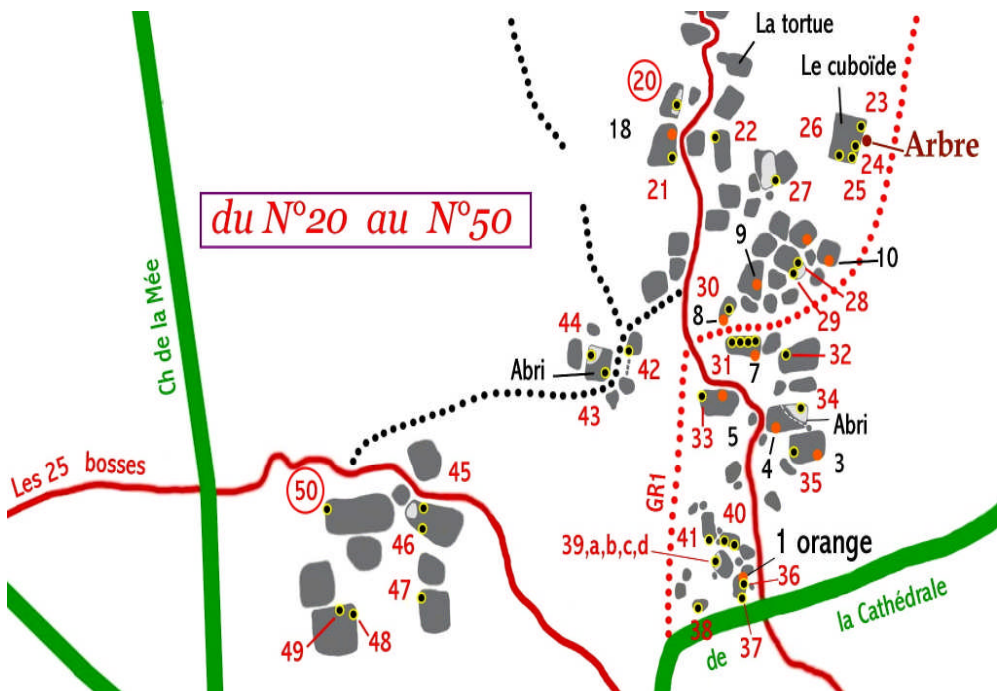 La tortue
20
Le cuboïde
23
18
22
26
Arbre
24
21
27
25
du N°20 au N°50
9
10
Ch de la Mée
30
28
8
29
44
42
32
Abri
31
7
34
43
33
5
Abri
4
3
45
35
Les 25 bosses
50
GR1
40
46
41
39,a,b,c,d
1 orange
36
47
la Cathédrale
38
49
48
37
de